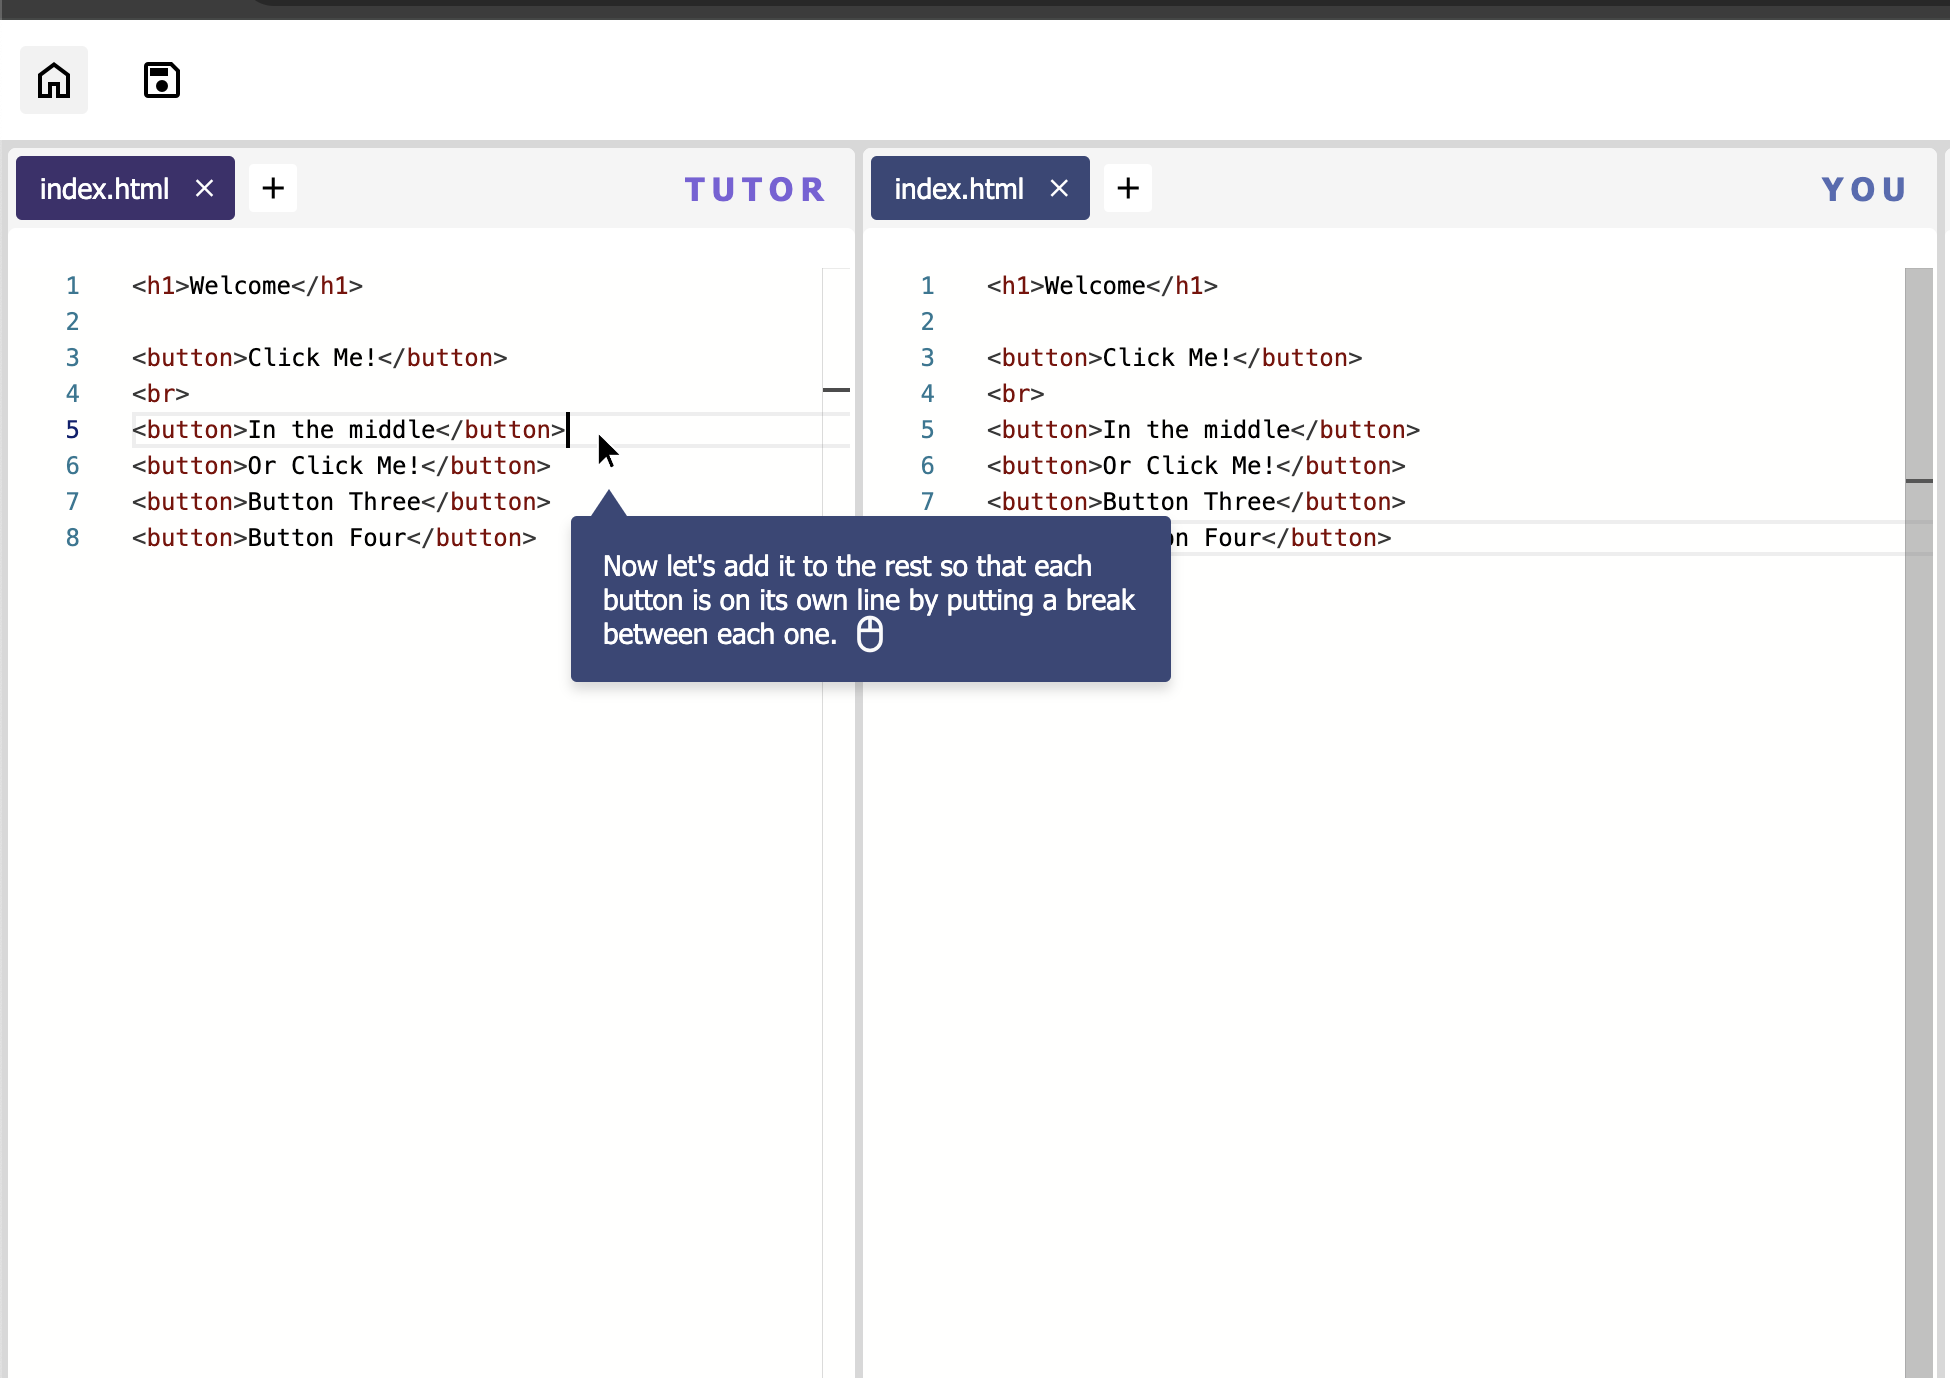 index.html
TUTOR
1 <h1>Welcome</h1>
2
3 <button>Click Me!</button>
4 <br>
5 <button>In the middle</button>
6 <button>Or Click Me!</button>
7 <button>Button Three</button>
8 <button>Button Four</button>
Now let's add it to the rest so that each
button is on its own line by putting a break
between each one.
index.html
YOU
1 <h1>Welcome</h1>
2
3 <button>Click Me!</button>
4 <br>
5 <button>In the middle</button>
6 <button>Or Click Me!</button>
7 <button>Button Three</button>
Four</button>